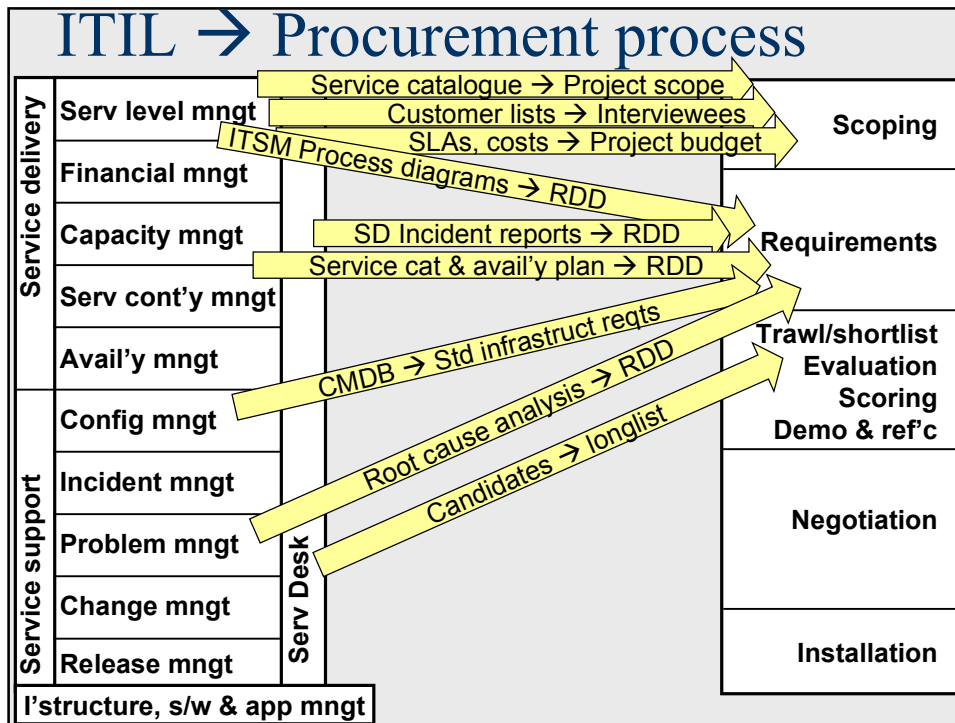 ITIL → Procurement process
Service delivery
Serv level mngt
Financial mngt
Capacity mngt
Serv cont'y mngt
Avail'y mngt
Service support
Config mngt
Incident mngt
Problem mngt
Change mngt
Release mngt
I'structure, s/w & app mngt
Serv Desk
Service catalogue → Project scope
Customer lists → Interviewees
SLAs, costs → Project budget
ITSM Process diagrams → RDD
SD Incident reports → RDD
Service cat & avail'y plan → RDD
CMDB → Std infrastruct reqts
Root cause analysis → RDD
Candidates → longlist
Scoping
Requirements
Trawl/shortlist
Evaluation
Scoring
Demo & ref'c
Negotiation
Installation